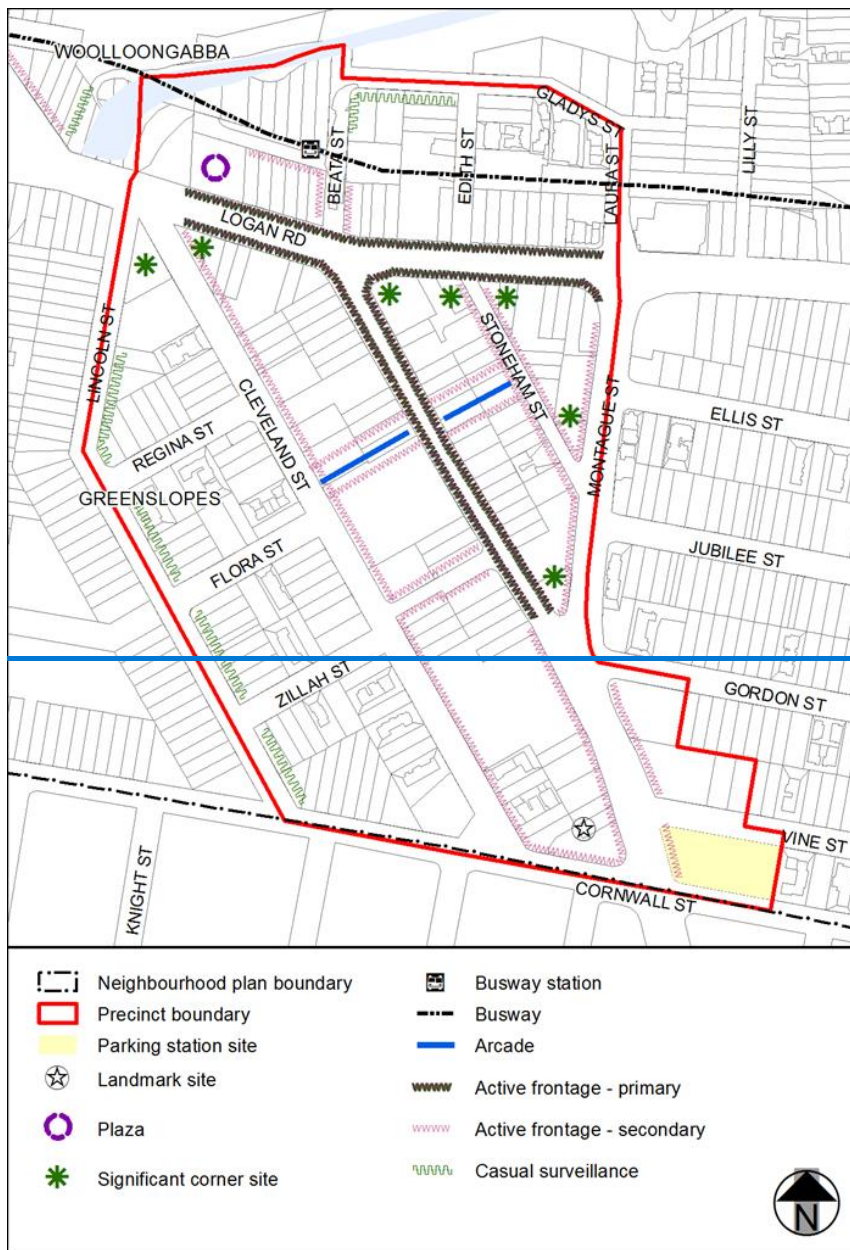 WOOLLOONGABBA
GLADYS ST
LILLY ST
BEATA ST
EDITH ST
LAURA ST
LOGAN RD
LINCOLN ST
STONEHAM ST
CLEVELAND ST
MONTAGUE ST
ELLIS ST
REGINA ST
GREENSLOPES
JUBILEE ST
FLORA ST
ZILLAH ST
GORDON ST
VINE ST
KNIGHT ST
CORNWALL ST
Neighbourhood plan boundary
Precinct boundary
Parking station site
Landmark site
Plaza
Significant corner site
Busway station
Busway
Arcade
Active frontage - primary
Active frontage - secondary
Casual surveillance
N